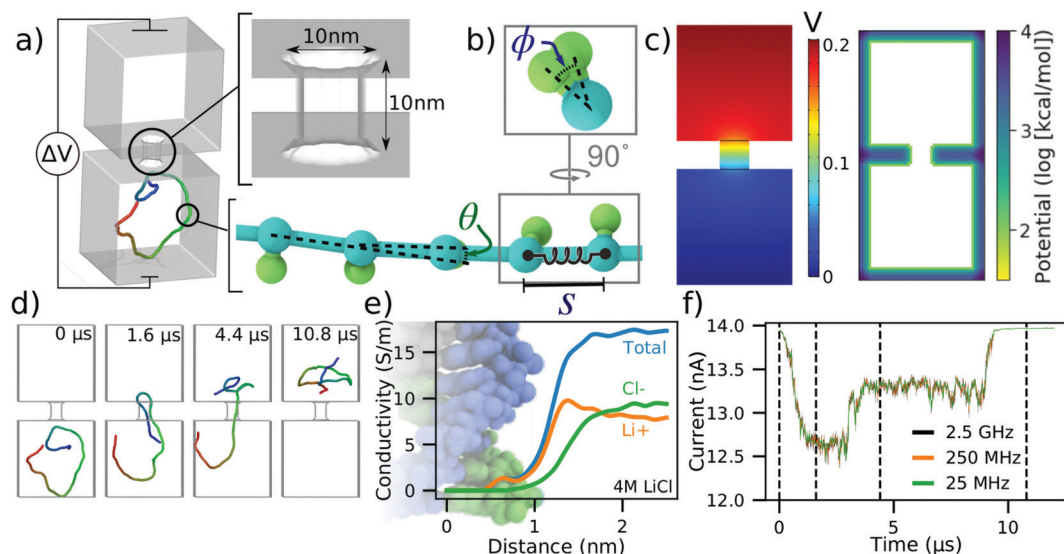 a)
ΔV
10nm
10nm
θ
b)
ϕ
90°
S
c)
V
0.2
0.1
0.0
4
3
2
Potential (log [kcal/mol])
d)
0 μs
1.6 μs
4.4 μs
10.8 μs
e)
Conductivity (S/m)
15
10
5
0
Total
Cl-
Li+
4M LiCl
0
1
2
Distance (nm)
f)
Current (nA)
14.0
13.5
13.0
12.5
12.0
2.5 GHz
250 MHz
25 MHz
0
5
10
Time (μs)